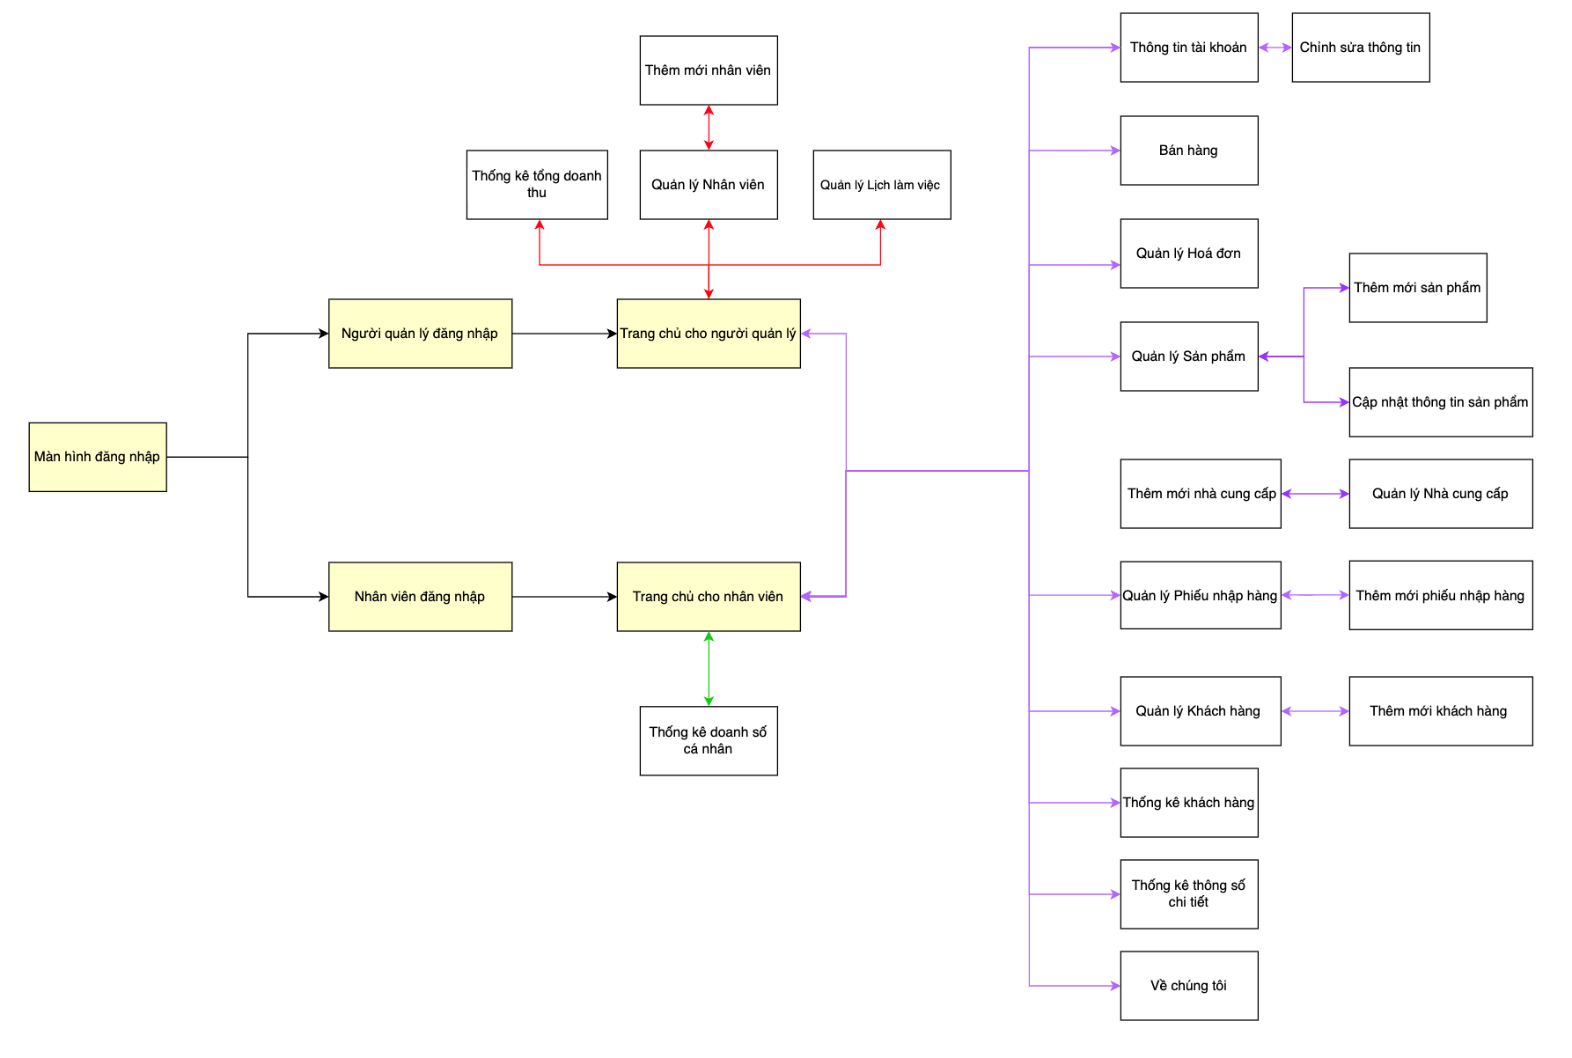 Thông tin tài khoản
Chỉnh sửa thông tin
Thêm mới nhân viên
Bán hàng
Thống kê tổng doanh
thu
Quản lý Nhân viên
Quản lý Lịch làm việc
Quản lý Hoá đơn
Thêm mới sản phẩm
Người quản lý đăng nhập
Trang chủ cho người quản lý
Quản lý Sản phẩm
Cập nhật thông tin sản phẩm
Màn hình đăng nhập
Thêm mới nhà cung cấp
Quản lý Nhà cung cấp
Nhân viên đăng nhập
Trang chủ cho nhân viên
Quản lý Phiếu nhập hàng
Thêm mới phiếu nhập hàng
Thống kê doanh số
cá nhân
Quản lý Khách hàng
Thêm mới khách hàng
Thống kê khách hàng
Thống kê thông số
chi tiết
Về chúng tôi